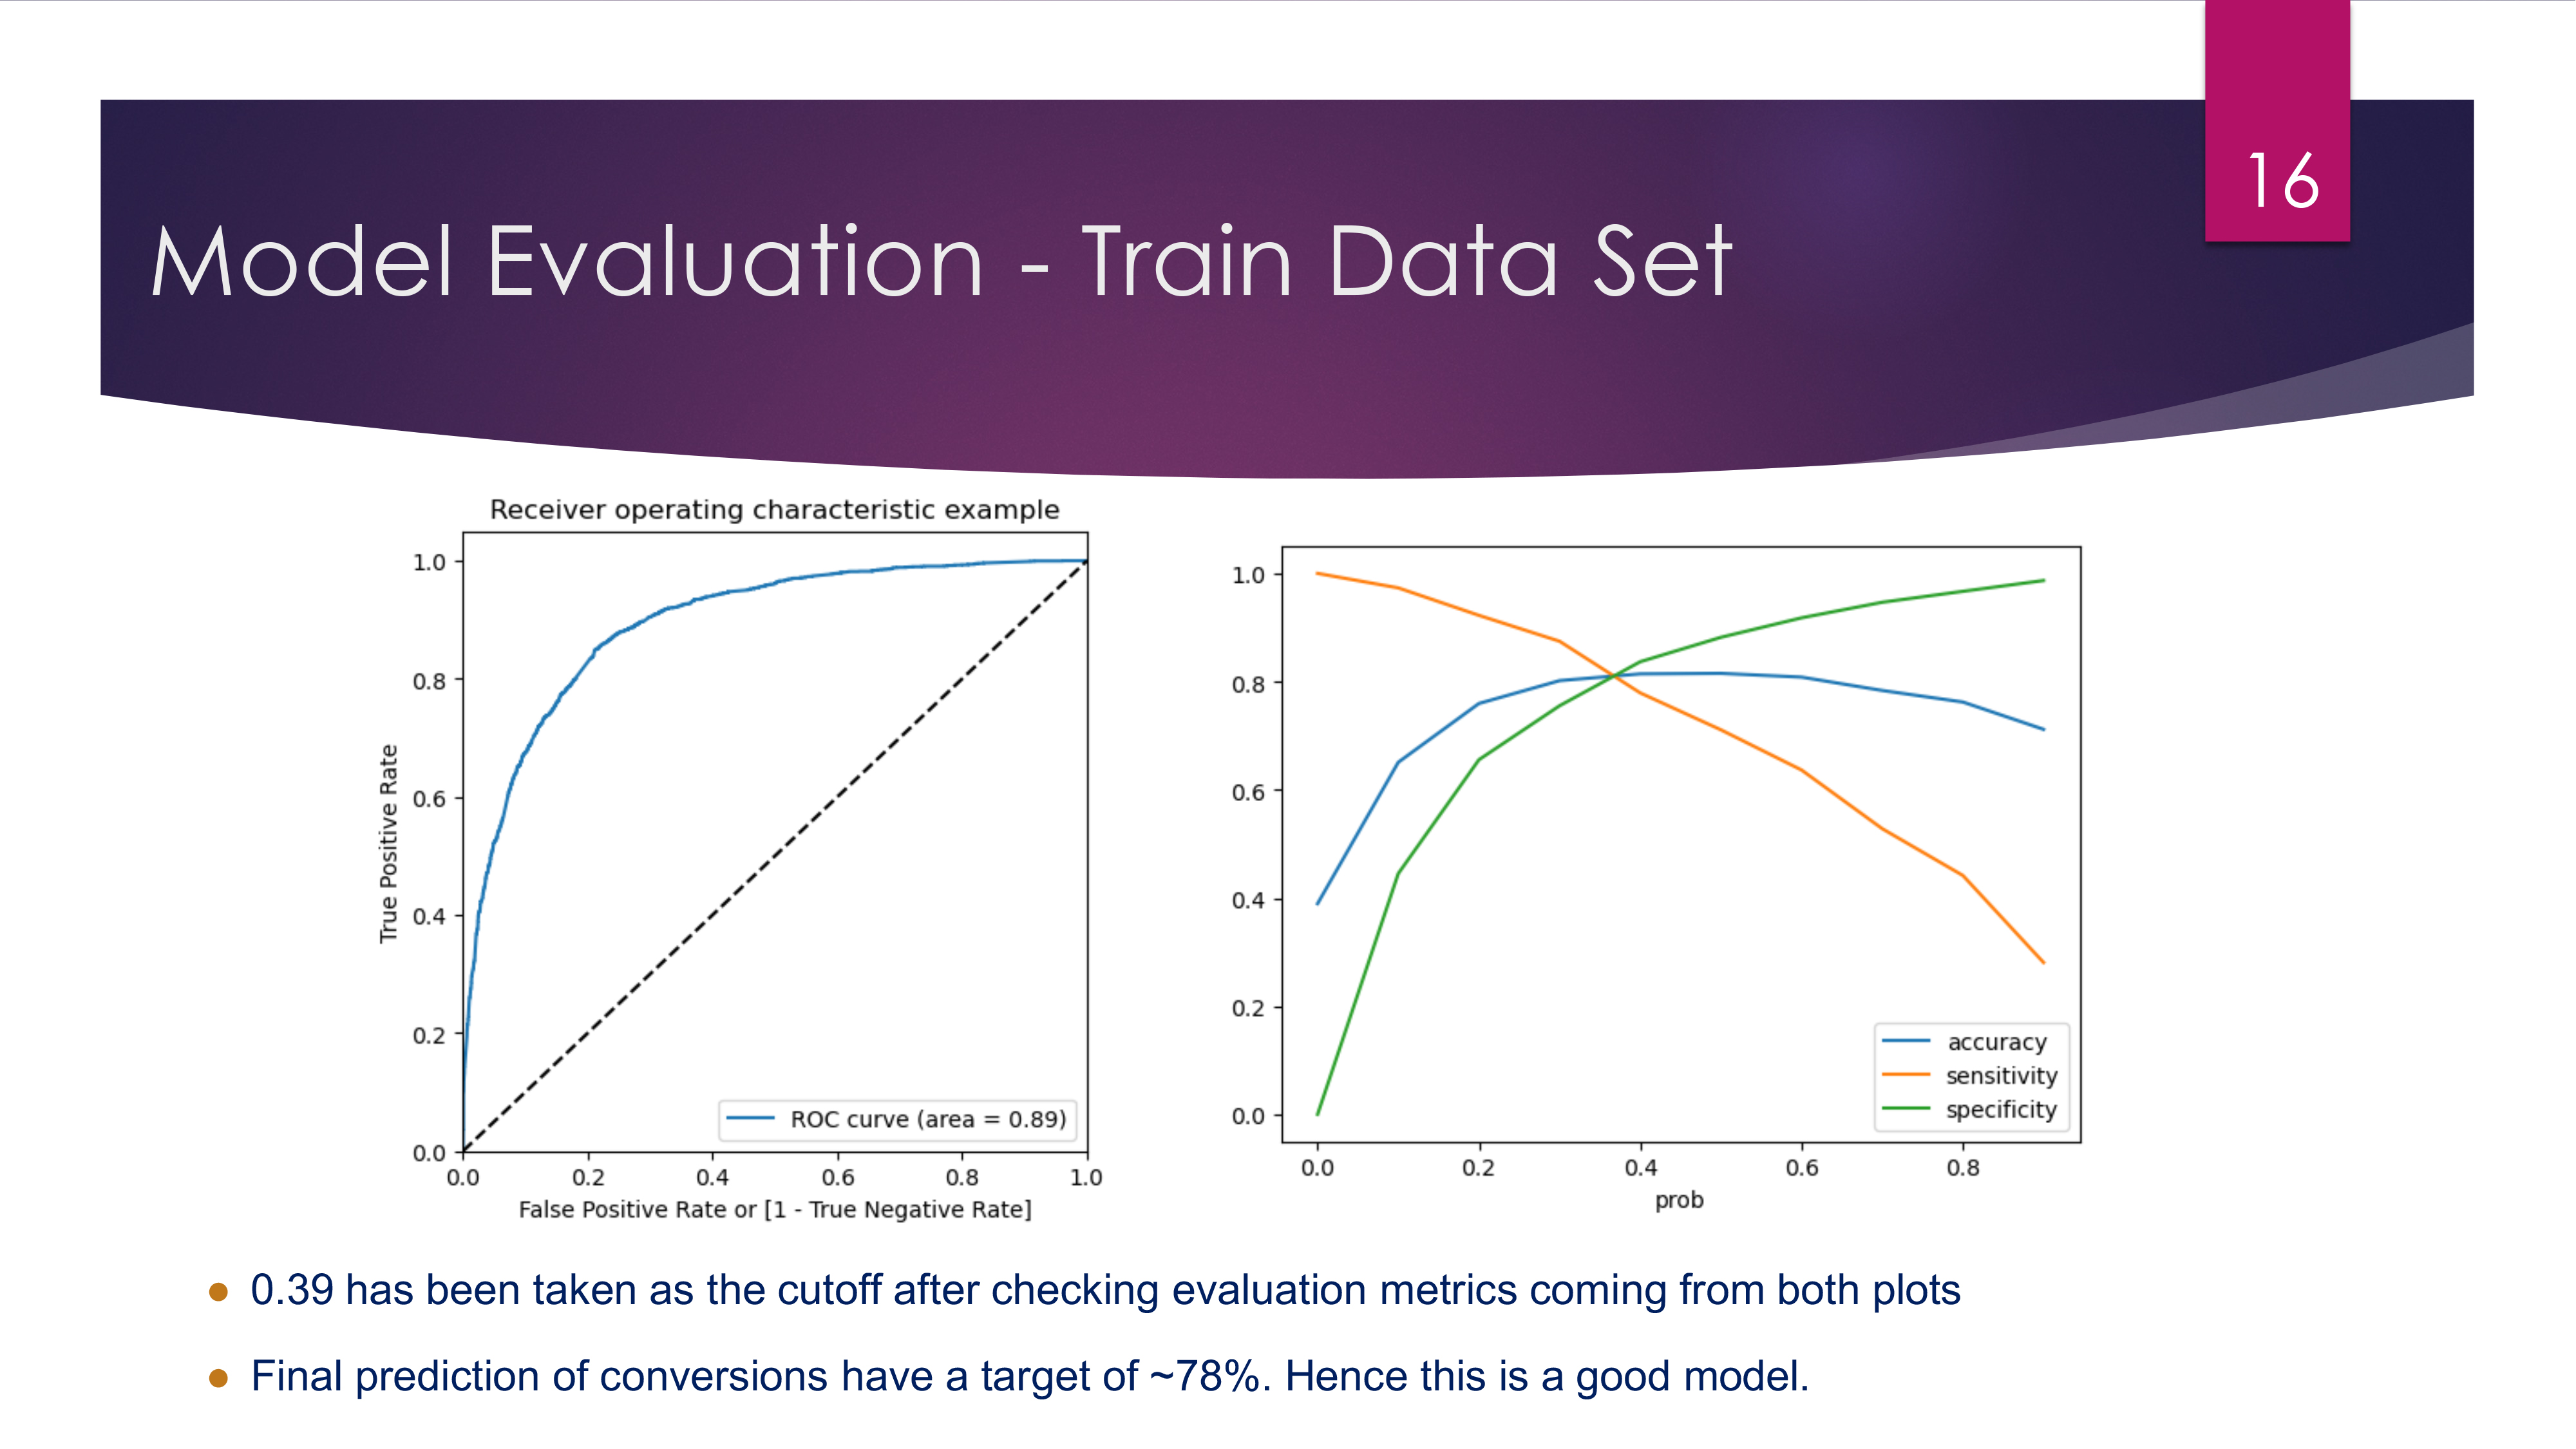 16
Model Evaluation - Train Data Set
Receiver operating characteristic example
1.0
0.8
0.6
0.4
0.2
0.0
True Positive Rate
0.0 0.2 0.4 0.6 0.8 1.0
False Positive Rate or [1 - True Negative Rate]
ROC curve (area = 0.89)
1.0
0.8
0.6
0.4
0.2
0.0
0.0 0.2 0.4 0.6 0.8
prob
accuracy
sensitivity
specificity
● 0.39 has been taken as the cutoff after checking evaluation metrics coming from both plots
● Final prediction of conversions have a target of ~78%. Hence this is a good model.